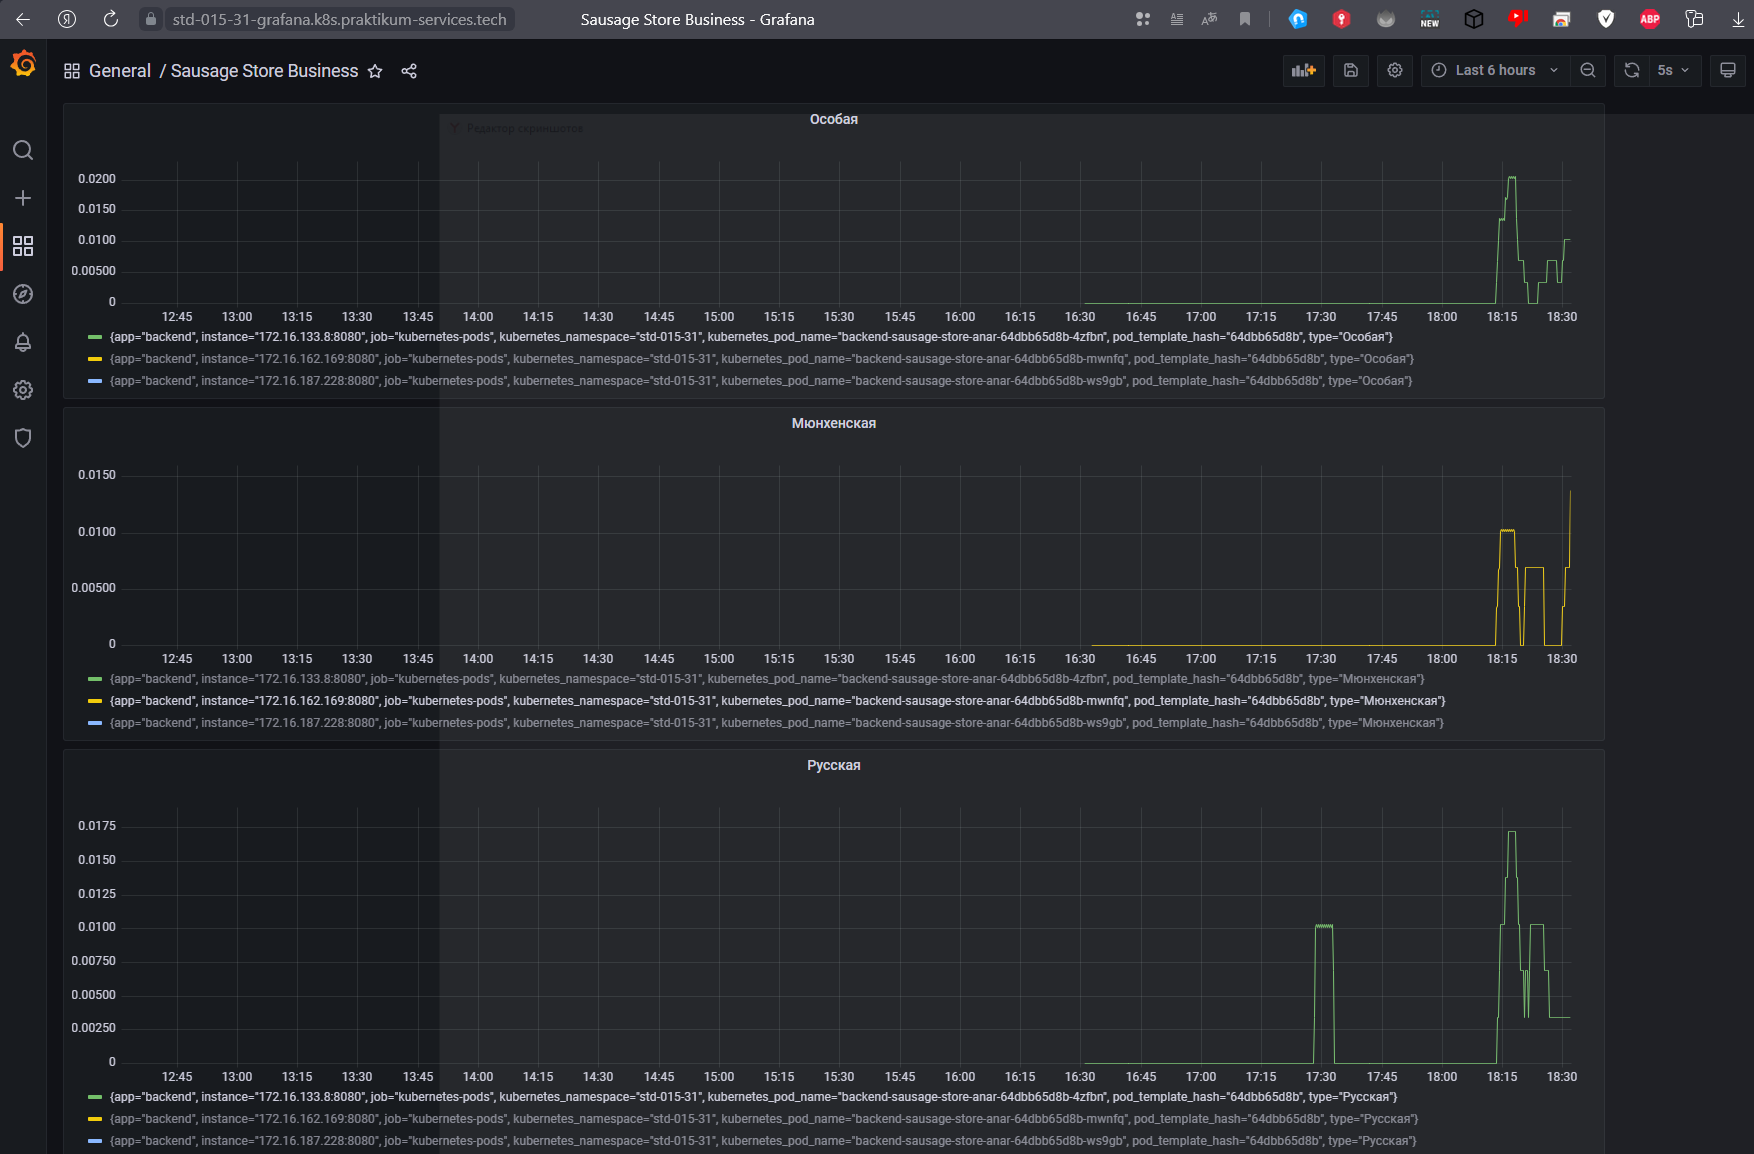 std-015-31-grafana.k8s.praktikum-services.tech
Sausage Store Business - Grafana
NEW
ABP
General / Sausage Store Business
Last 6 hours
5s
Редактор скриншотов
Особая
0.0200
0.0150
0.0100
0.00500
0
12:45 13:00 13:15 13:30 13:45 14:00 14:15 14:30 14:45 15:00 15:15 15:30 15:45 16:00 16:15 16:30 16:45 17:00 17:15 17:30 17:45 18:00 18:15 18:30
{app="backend", instance="172.16.133.8:8080", job="kubernetes-pods", kubernetes_namespace="std-015-31", kubernetes_pod_name="backend-sausage-store-anar-64dbb65d8b-4zfbn", pod_template_hash="64dbb65d8b", type="Особая"}
{app="backend", instance="172.16.162.169:8080", job="kubernetes-pods", kubernetes_namespace="std-015-31", kubernetes_pod_name="backend-sausage-store-anar-64dbb65d8b-mwnfq", pod_template_hash="64dbb65d8b", type="Особая"}
{app="backend", instance="172.16.187.228:8080", job="kubernetes-pods", kubernetes_namespace="std-015-31", kubernetes_pod_name="backend-sausage-store-anar-64dbb65d8b-ws9gb", pod_template_hash="64dbb65d8b", type="Особая"}
Мюнхенская
0.0150
0.0100
0.00500
0
12:45 13:00 13:15 13:30 13:45 14:00 14:15 14:30 14:45 15:00 15:15 15:30 15:45 16:00 16:15 16:30 16:45 17:00 17:15 17:30 17:45 18:00 18:15 18:30
{app="backend", instance="172.16.133.8:8080", job="kubernetes-pods", kubernetes_namespace="std-015-31", kubernetes_pod_name="backend-sausage-store-anar-64dbb65d8b-4zfbn", pod_template_hash="64dbb65d8b", type="Мюнхенская"}
{app="backend", instance="172.16.162.169:8080", job="kubernetes-pods", kubernetes_namespace="std-015-31", kubernetes_pod_name="backend-sausage-store-anar-64dbb65d8b-mwnfq", pod_template_hash="64dbb65d8b", type="Мюнхенская"}
{app="backend", instance="172.16.187.228:8080", job="kubernetes-pods", kubernetes_namespace="std-015-31", kubernetes_pod_name="backend-sausage-store-anar-64dbb65d8b-ws9gb", pod_template_hash="64dbb65d8b", type="Мюнхенская"}
Русская
0.0175
0.0150
0.0125
0.0100
0.00750
0.00500
0.00250
0
12:45 13:00 13:15 13:30 13:45 14:00 14:15 14:30 14:45 15:00 15:15 15:30 15:45 16:00 16:15 16:30 16:45 17:00 17:15 17:30 17:45 18:00 18:15 18:30
{app="backend", instance="172.16.133.8:8080", job="kubernetes-pods", kubernetes_namespace="std-015-31", kubernetes_pod_name="backend-sausage-store-anar-64dbb65d8b-4zfbn", pod_template_hash="64dbb65d8b", type="Русская"}
{app="backend", instance="172.16.162.169:8080", job="kubernetes-pods", kubernetes_namespace="std-015-31", kubernetes_pod_name="backend-sausage-store-anar-64dbb65d8b-mwnfq", pod_template_hash="64dbb65d8b", type="Русская"}
{app="backend", instance="172.16.187.228:8080", job="kubernetes-pods", kubernetes_namespace="std-015-31", kubernetes_pod_name="backend-sausage-store-anar-64dbb65d8b-ws9gb", pod_template_hash="64dbb65d8b", type="Русская"}